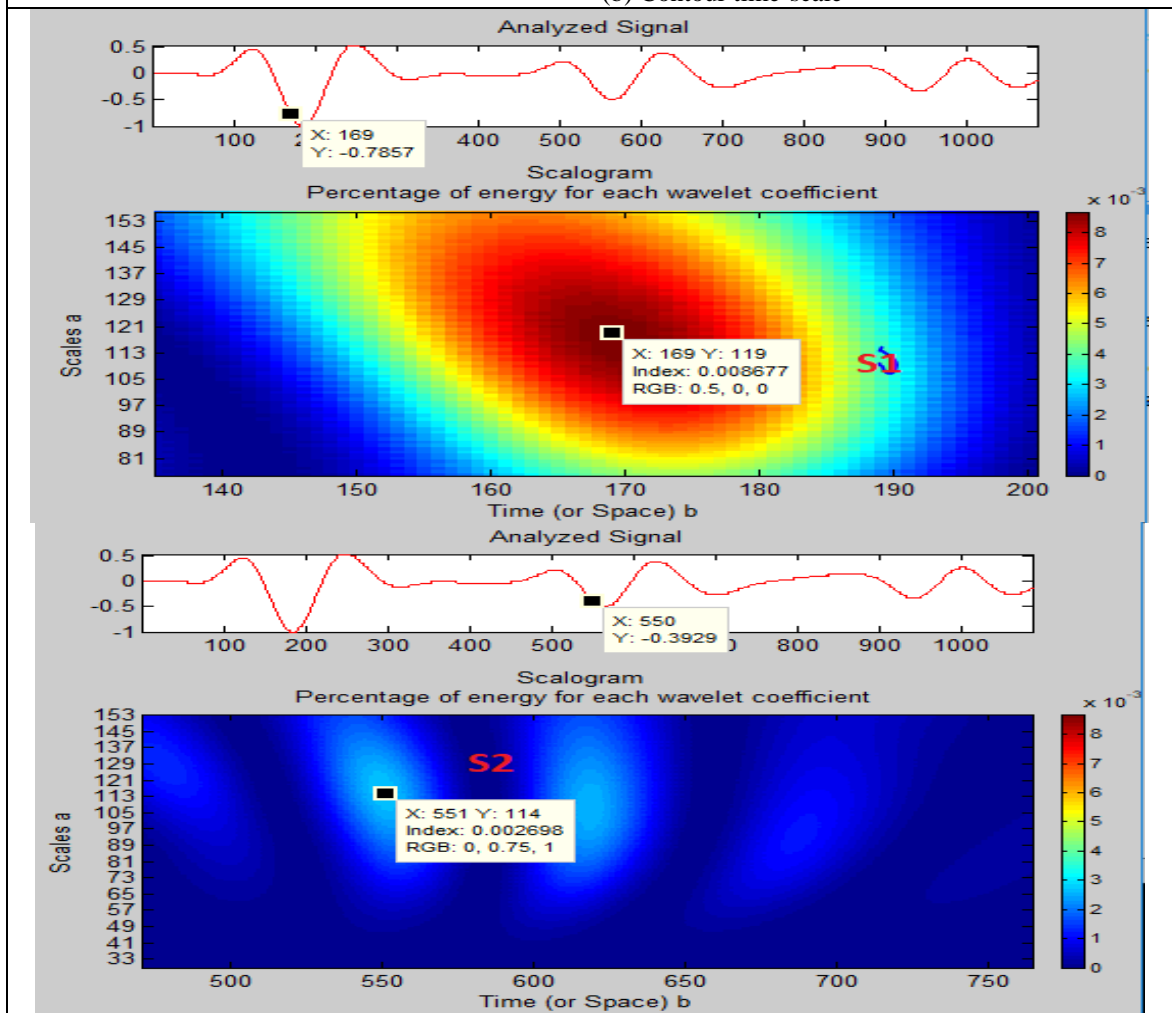 (b) Contour time-scale
Analyzed Signal
0.5
0
-0.5
-1
X: 169
Y: -0.7857
100 400 500 600 700 800 900 1000
Scalogram
Percentage of energy for each wavelet coefficient
x 10^-3
153
145
137
129
121
113
105
97
89
81
Scales a
X: 169 Y: 119
Index: 0.008677
RGB: 0.5, 0, 0
S1
8
7
6
5
4
3
2
1
0
140 150 160 170 180 190 200
Time (or Space) b
Analyzed Signal
0.5
0
-0.5
-1
X: 550
Y: -0.3929
100 200 300 400 500 800 900 1000
Scalogram
Percentage of energy for each wavelet coefficient
x 10^-3
153
145
137
129
121
113
105
97
89
81
73
65
57
49
41
33
Scales a
S2
X: 551 Y: 114
Index: 0.002698
RGB: 0, 0.75, 1
8
7
6
5
4
3
2
1
0
500 550 600 650 700 750
Time (or Space) b